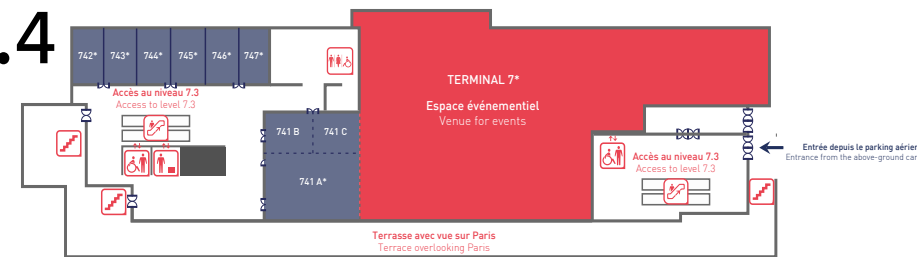 .4
742* 743* 744* 745* 746* 747*
TERMINAL 7*
Espace événementiel
Venue for events
Accès au niveau 7.3
Access to level 7.3
741 B 741 C
741 A*
Accès au niveau 7.3
Access to level 7.3
Entrée depuis le parking aérien
Entrance from the above-ground car
Terrasse avec vue sur Paris
Terrace overlooking Paris